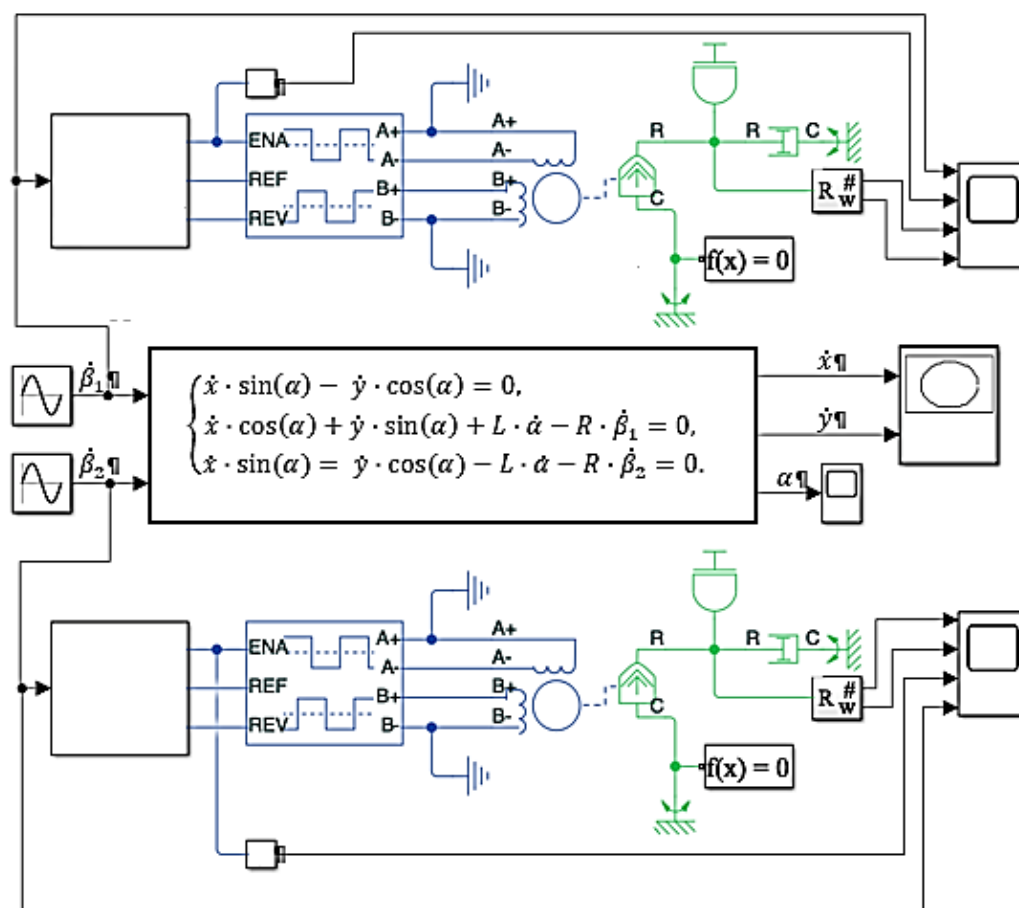 ENA
REF
REV
A+
A-
B+
B-
A+
A-
B+
B-
R
C
R
C
R # w
f(x) = 0
β̇₁¶
β̇₂¶
ẋ · sin(α) − ẏ · cos(α) = 0,
ẋ · cos(α) + ẏ · sin(α) + L · α̇ − R · β̇₁ = 0,
ẋ · sin(α) = ẏ · cos(α) − L · α̇ − R · β̇₂ = 0.
ẋ¶
ẏ¶
α¶
ENA
REF
REV
A+
A-
B+
B-
A+
A-
B+
B-
R
C
R
C
R # w
f(x) = 0